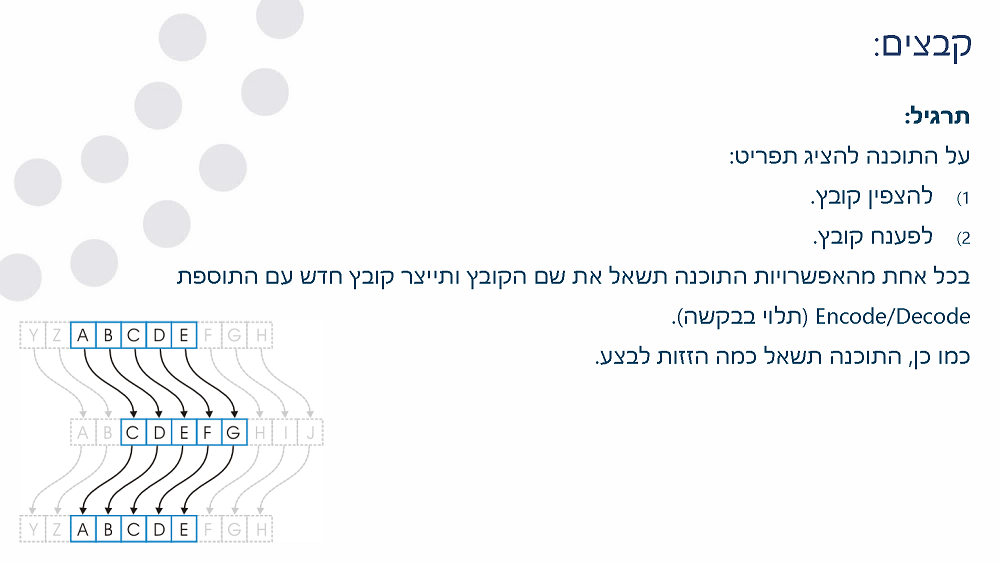 קבצים:
תרגיל:
על התוכנה להציג תפריט:
1) להצפין קובץ.
2) לפענח קובץ.
בכל אחת מהאפשרויות התוכנה תשאל את שם הקובץ ותייצר קובץ חדש עם התוספת
Encode/Decode (תלוי בבקשה).
כמו כן, התוכנה תשאל כמה הזזות לבצע.
Y Z A B C D E F G H
A B C D E F G H I J
Y Z A B C D E F G H